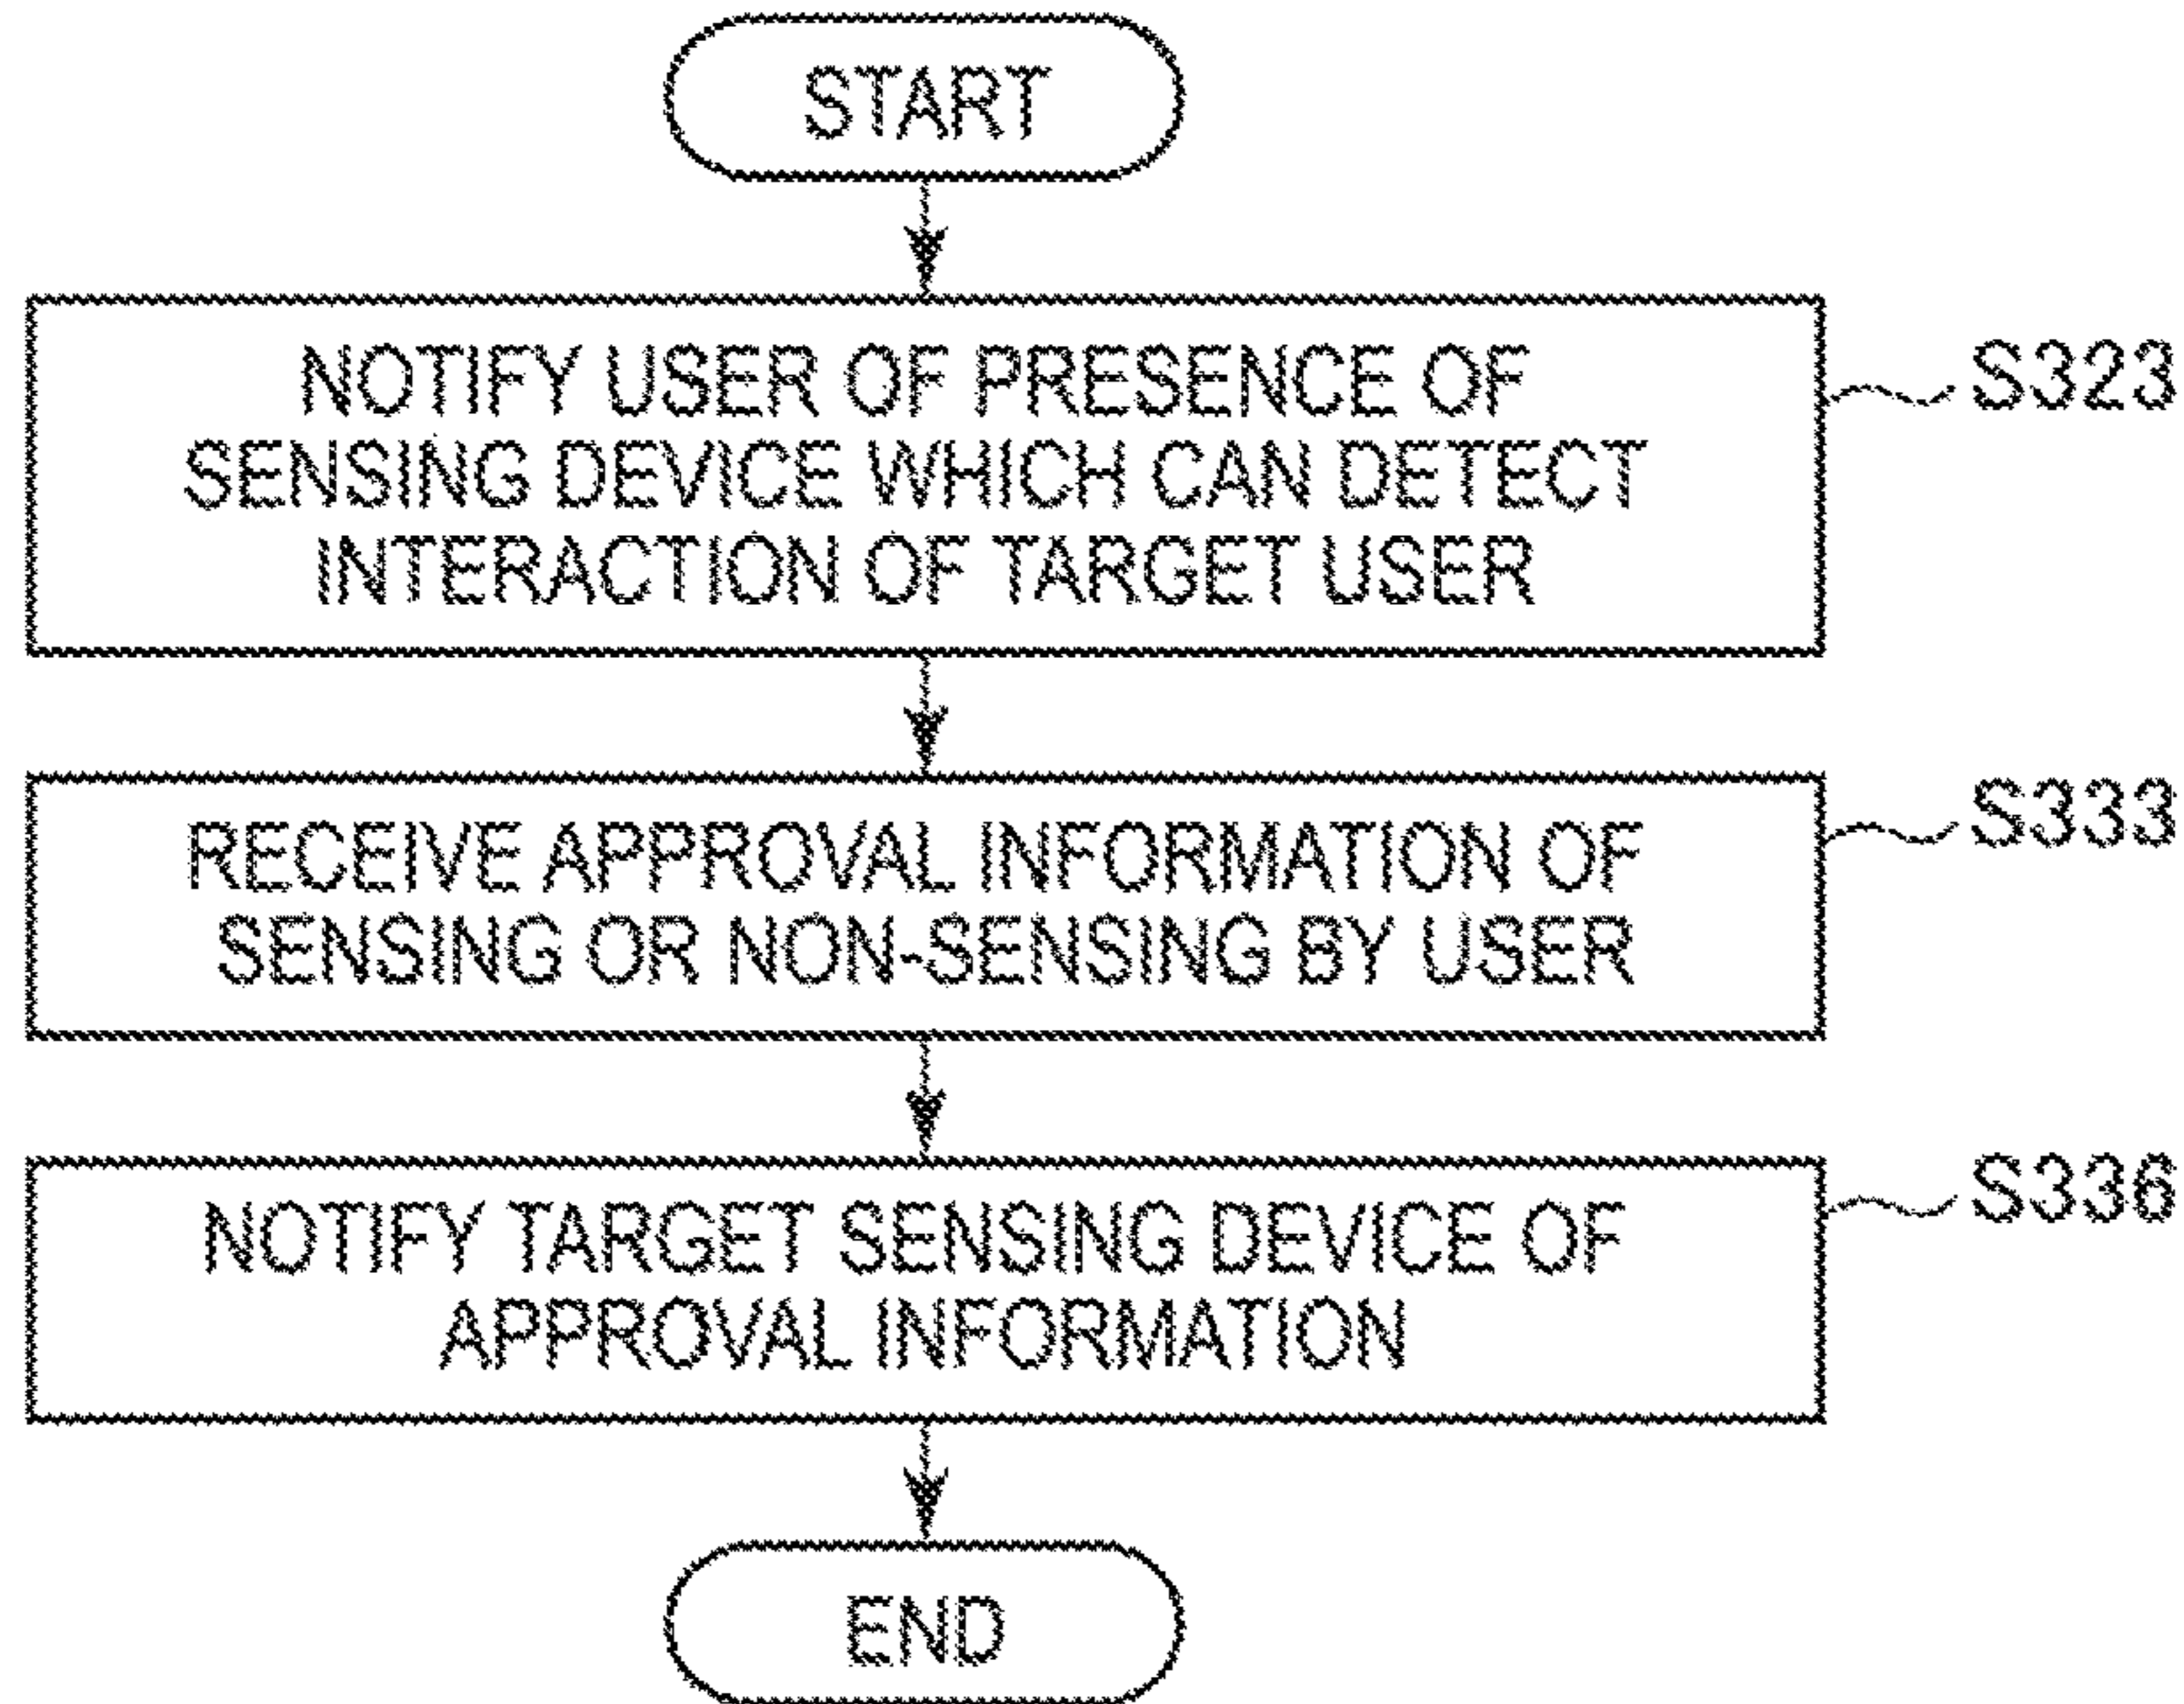 START
NOTIFY USER OF PRESENCE OF
SENSING DEVICE WHICH CAN DETECT
INTERACTION OF TARGET USER
S323
RECEIVE APPROVAL INFORMATION OF
SENSING OR NON-SENSING BY USER
S333
NOTIFY TARGET SENSING DEVICE OF
APPROVAL INFORMATION
S336
END